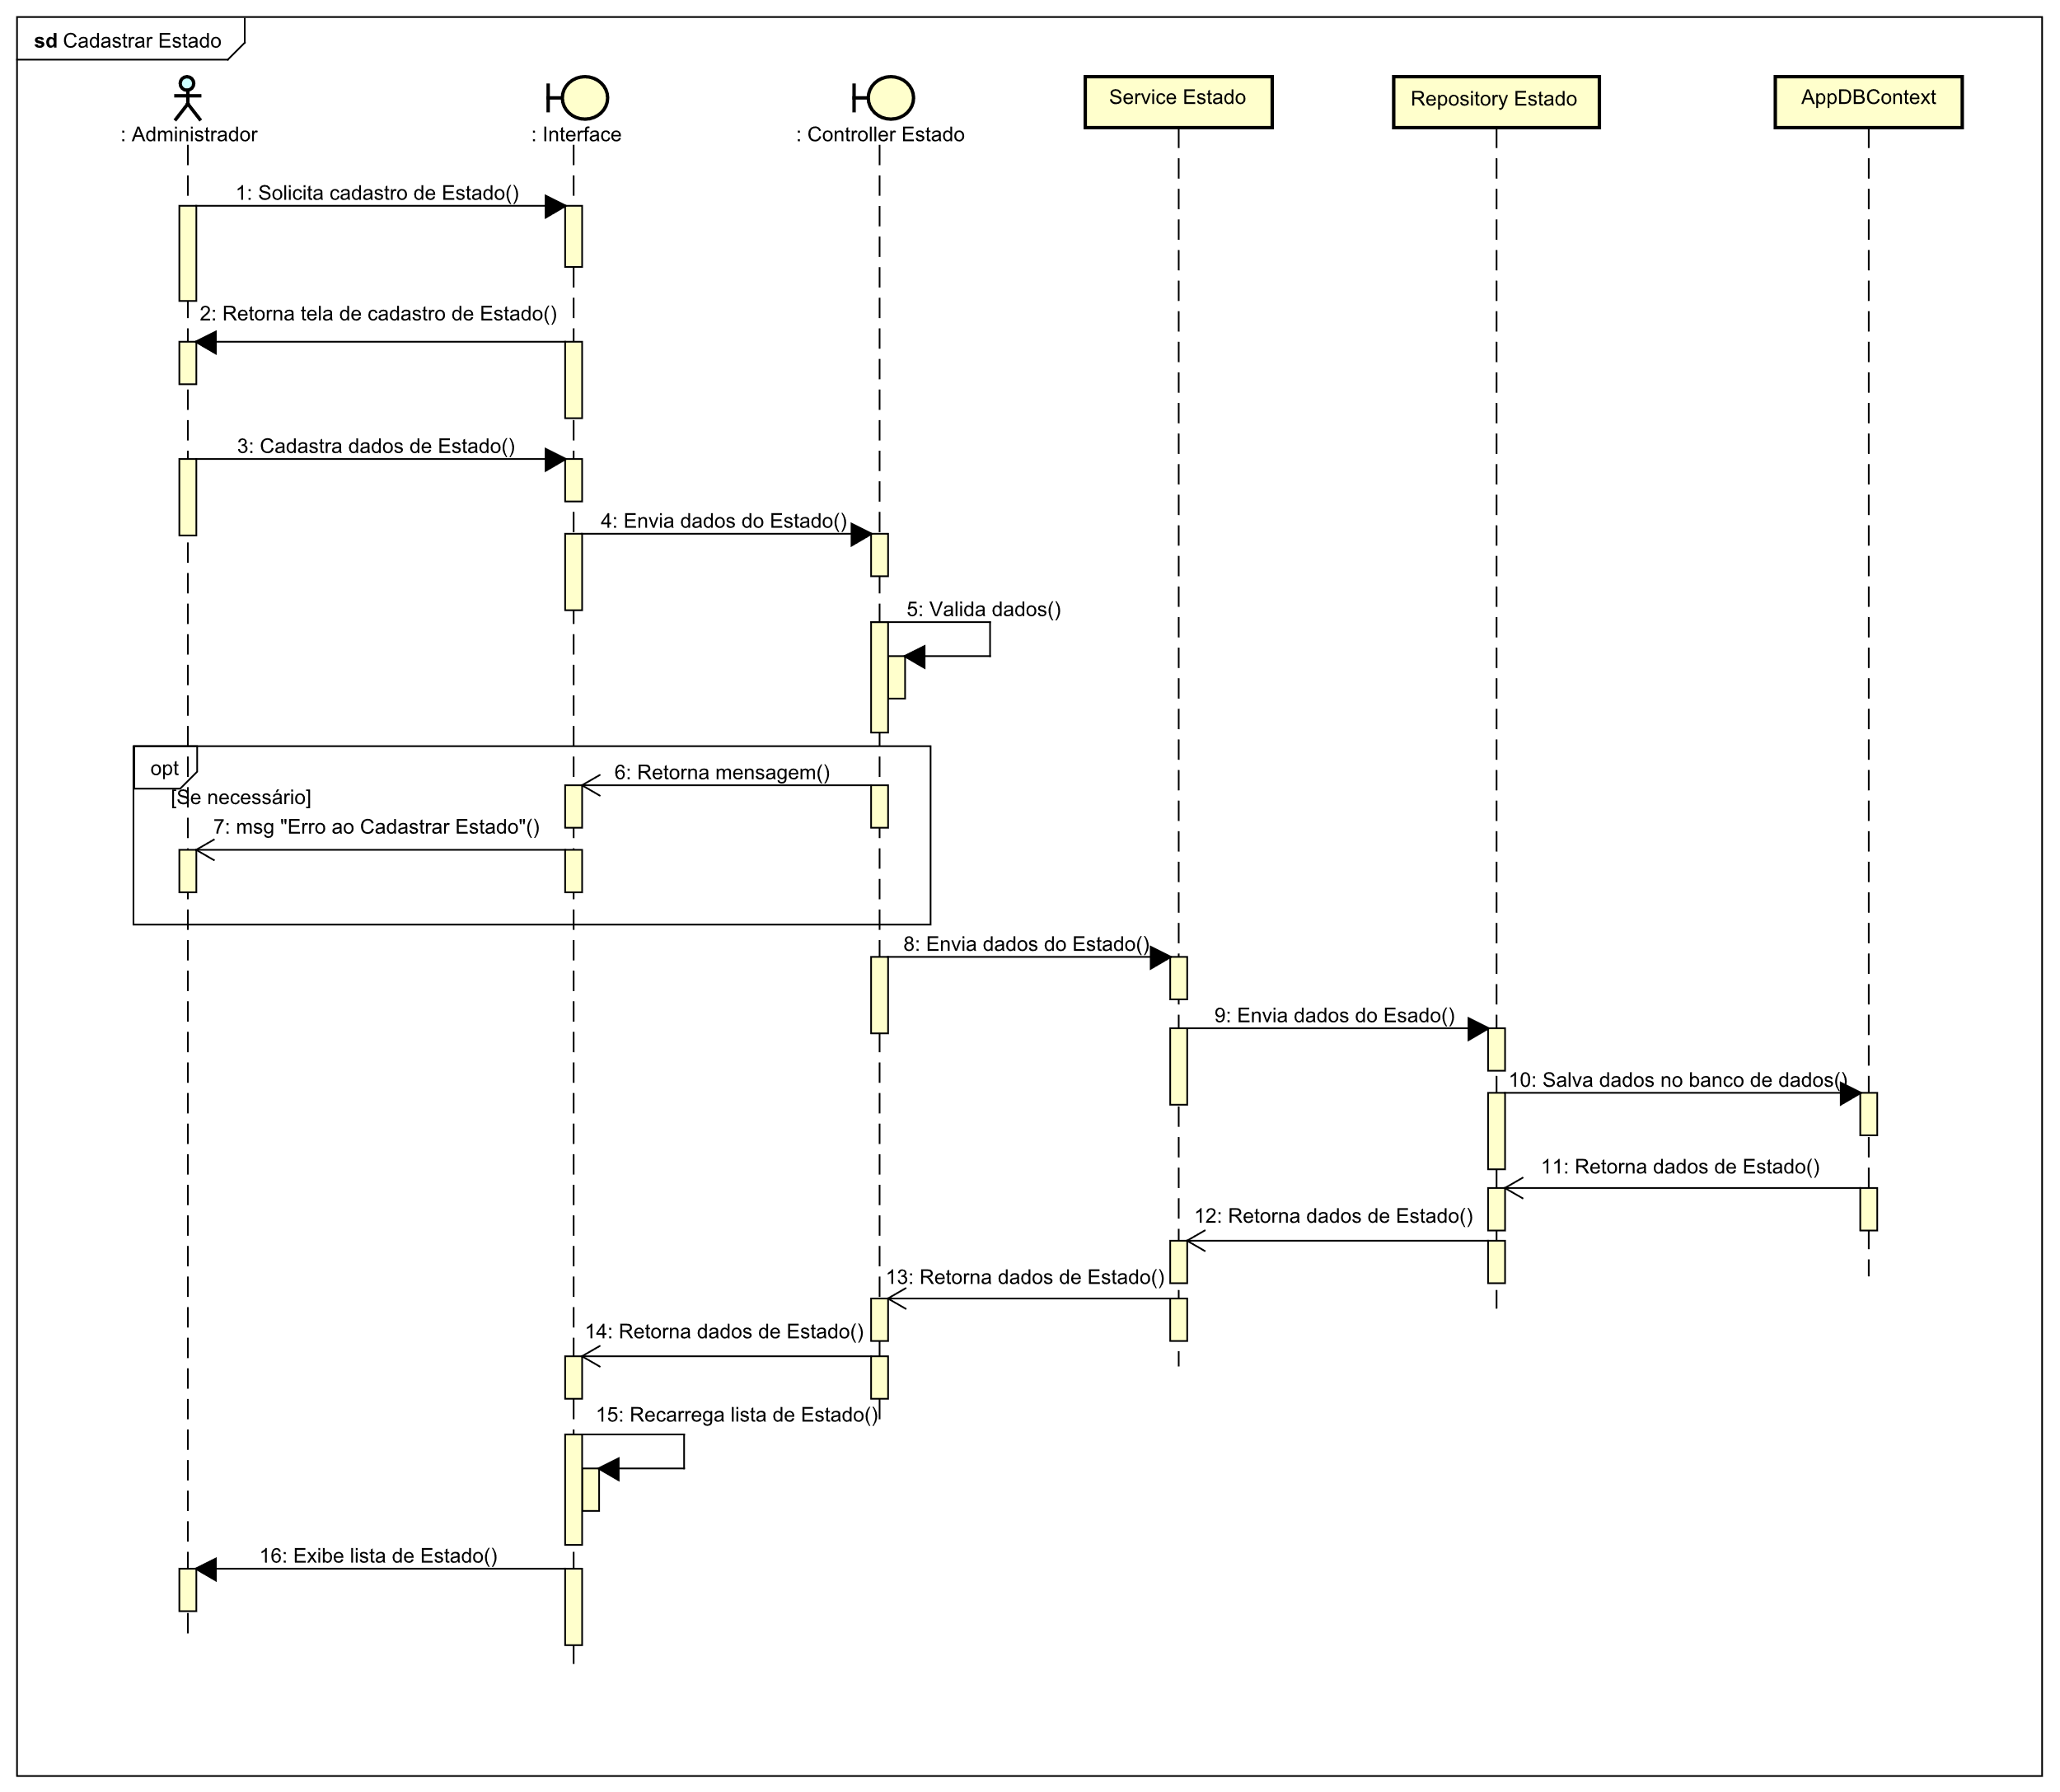 sd Cadastrar Estado
: Administrador
: Interface
: Controller Estado
Service Estado
Repository Estado
AppDBContext
1: Solicita cadastro de Estado()
2: Retorna tela de cadastro de Estado()
3: Cadastra dados de Estado()
4: Envia dados do Estado()
5: Valida dados()
opt
6: Retorna mensagem()
[Se necessário]
7: msg "Erro ao Cadastrar Estado"()
8: Envia dados do Estado()
9: Envia dados do Esado()
10: Salva dados no banco de dados()
11: Retorna dados de Estado()
12: Retorna dados de Estado()
13: Retorna dados de Estado()
14: Retorna dados de Estado()
15: Recarrega lista de Estado()
16: Exibe lista de Estado()